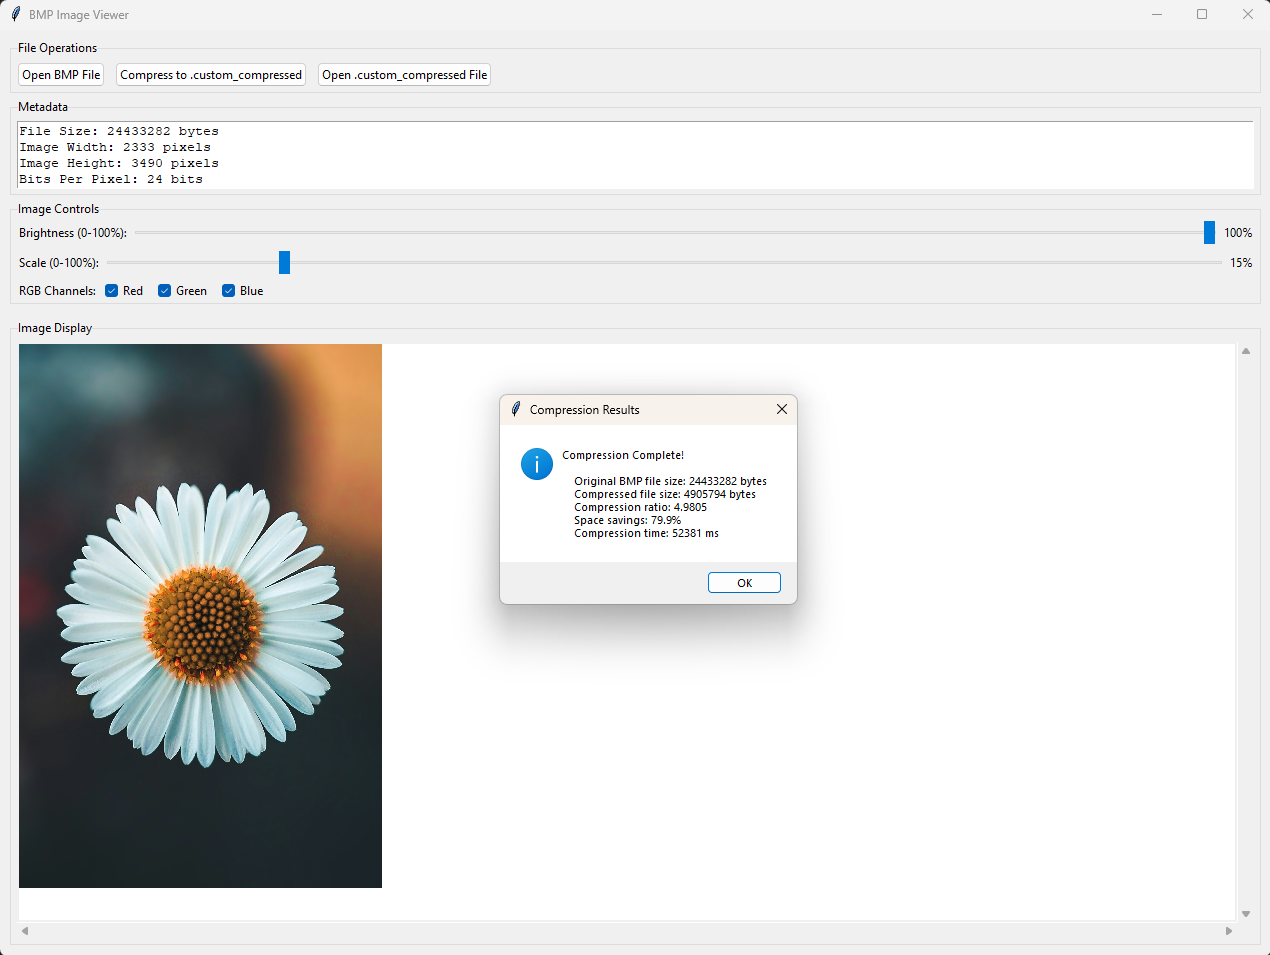 BMP Image Viewer
File Operations
Open BMP File
Compress to .custom_compressed
Open .custom_compressed File
Metadata
File Size: 24433282 bytes
Image Width: 2333 pixels
Image Height: 3490 pixels
Bits Per Pixel: 24 bits
Image Controls
Brightness (0-100%): 100%
Scale (0-100%): 15%
RGB Channels: Red Green Blue
Image Display
Compression Results
Compression Complete!
Original BMP file size: 24433282 bytes
Compressed file size: 4905794 bytes
Compression ratio: 4.9805
Space savings: 79.9%
Compression time: 52381 ms
OK